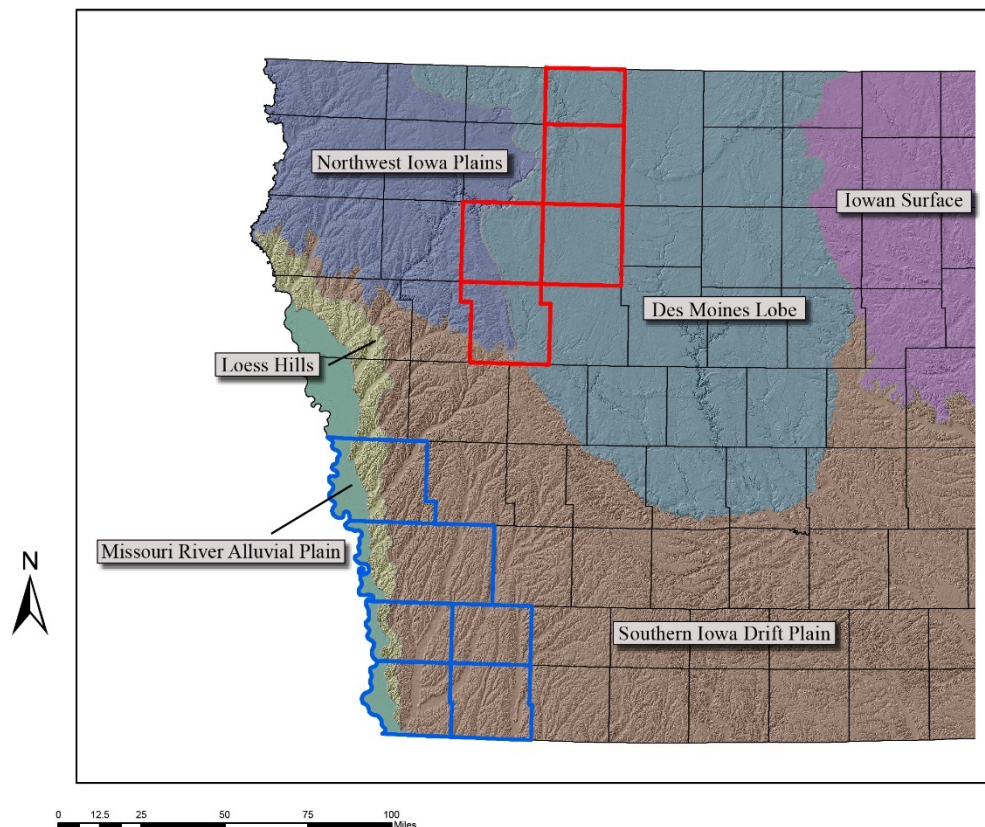 Northwest Iowa Plains
Iowan Surface
Des Moines Lobe
Loess Hills
Missouri River Alluvial Plain
N
Southern Iowa Drift Plain
0 12.5 25 50 75 100
Miles